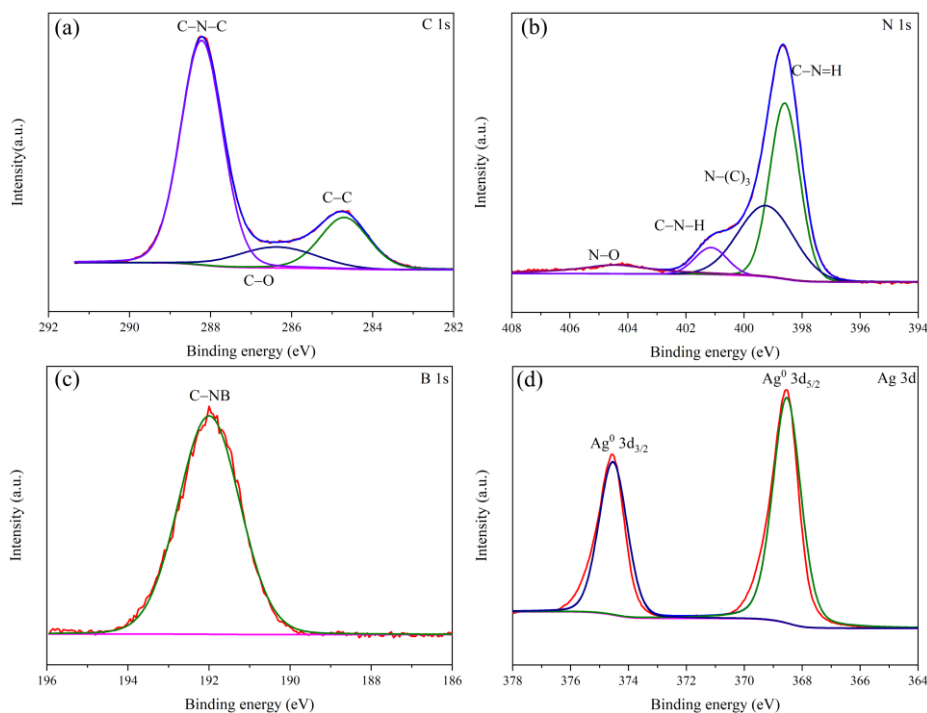 (a)
C 1s
C−N−C
C−C
C−O
Intensity(a.u.)
292 290 288 286 284 282
Binding energy (eV)
(b)
N 1s
C−N=H
N−(C)₃
C−N−H
N−O
Intensity (a.u.)
408 406 404 402 400 398 396 394
Binding energy (eV)
(c)
B 1s
C−NB
Intensity (a.u.)
196 194 192 190 188 186
Binding energy (eV)
(d)
Ag⁰ 3d₅/₂
Ag 3d
Ag⁰ 3d₃/₂
Intensity (a.u.)
378 376 374 372 370 368 366 364
Binding energy (eV)